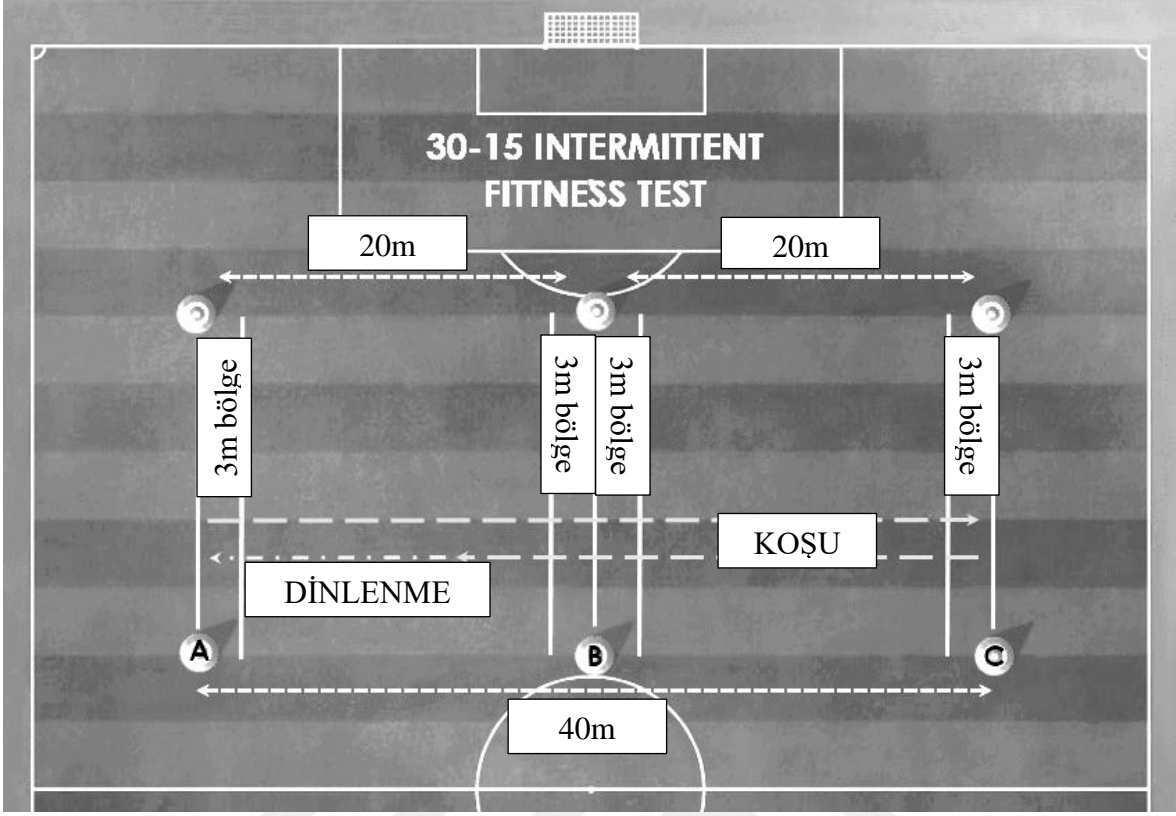 30-15 INTERMITTENT
FITTNESS TEST
20m
20m
3m bölge
3m bölge
3m bölge
3m bölge
KOŞU
DİNLENME
A
B
C
40m